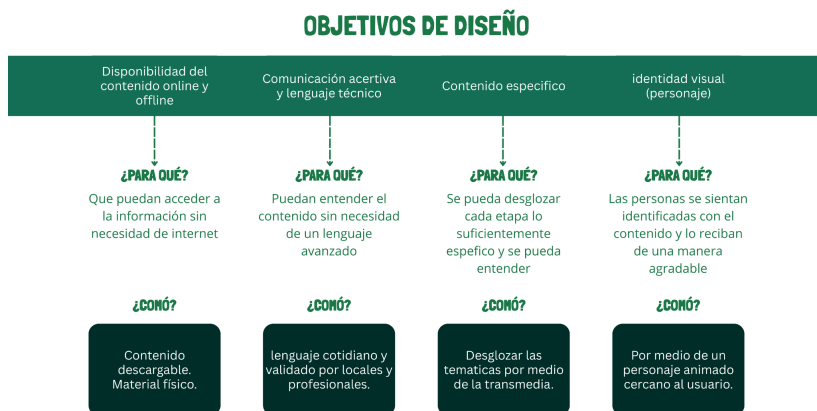 OBJETIVOS DE DISEÑO
Disponibilidad del
contenido online y
offline
Comunicación acertiva
y lenguaje técnico
Contenido especifico
identidad visual
(personaje)
¿PARA QUÉ?
Que puedan acceder a
la información sin
necesidad de internet
¿PARA QUÉ?
Puedan entender el
contenido sin necesidad
de un lenguaje
avanzado
¿PARA QUÉ?
Se pueda desglozar
cada etapa lo
suficientemente
espefico y se pueda
entender
¿PARA QUÉ?
Las personas se sientan
identificadas con el
contenido y lo reciban
de una manera
agradable
¿COMÓ?
Contenido
descargable.
Material físico.
¿COMÓ?
lenguaje cotidiano y
validado por locales y
profesionales.
¿COMÓ?
Desglozar las
tematicas por medio
de la transmedia.
¿COMÓ?
Por medio de un
personaje animado
cercano al usuario.